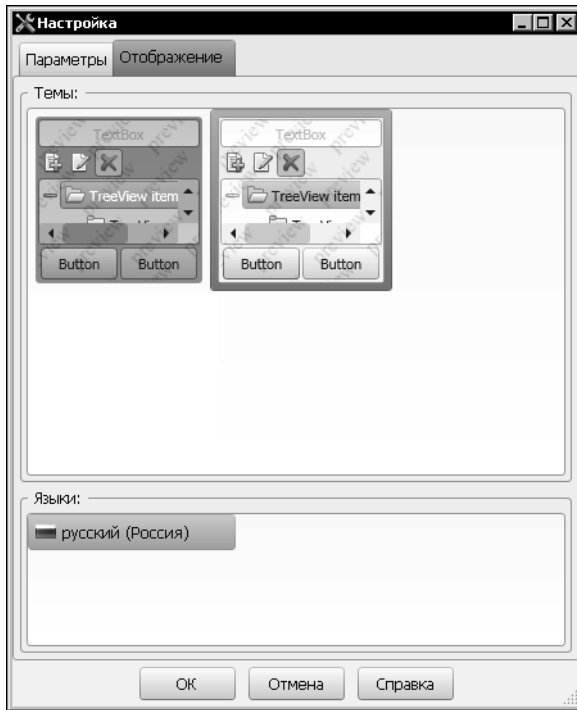 Настройка
Параметры Отображение
Темы:
TextBox TextBox
TreeView item TreeView item
Button Button Button Button
Языки:
русский (Россия)
ОК Отмена Справка